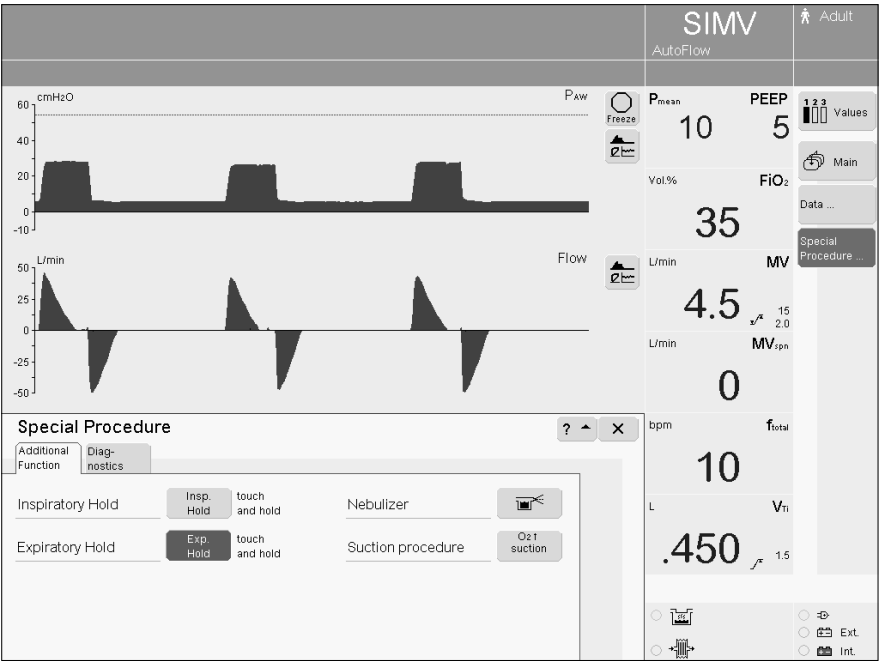 SIMV
AutoFlow
Adult
cmH2O
60
40
20
0
-10
PAW
Freeze
L/min
50
25
0
-25
-50
Flow
Pmean
PEEP
10
5
Vol.%
FiO2
35
L/min
MV
4.5
15
2.0
L/min
MVspn
0
bpm
ftotal
10
L
VTi
.450
1.5
1 2 3
Values
Main
Data ...
Special
Procedure ...
Special Procedure
?
Additional
Function
Diag-
nostics
Inspiratory Hold
Insp.
Hold
touch
and hold
Nebulizer
Expiratory Hold
Exp.
Hold
touch
and hold
Suction procedure
O2↑
suction
Ext.
Int.